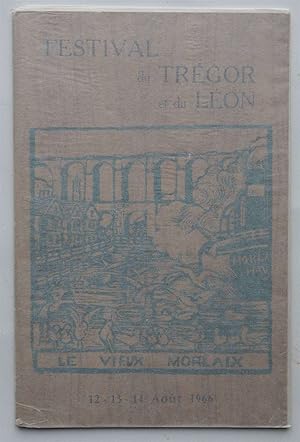 FESTIVAL
du TRÉGOR
et du LÉON
LE VIEUX MORLAIX
12-13-14 Août 1966